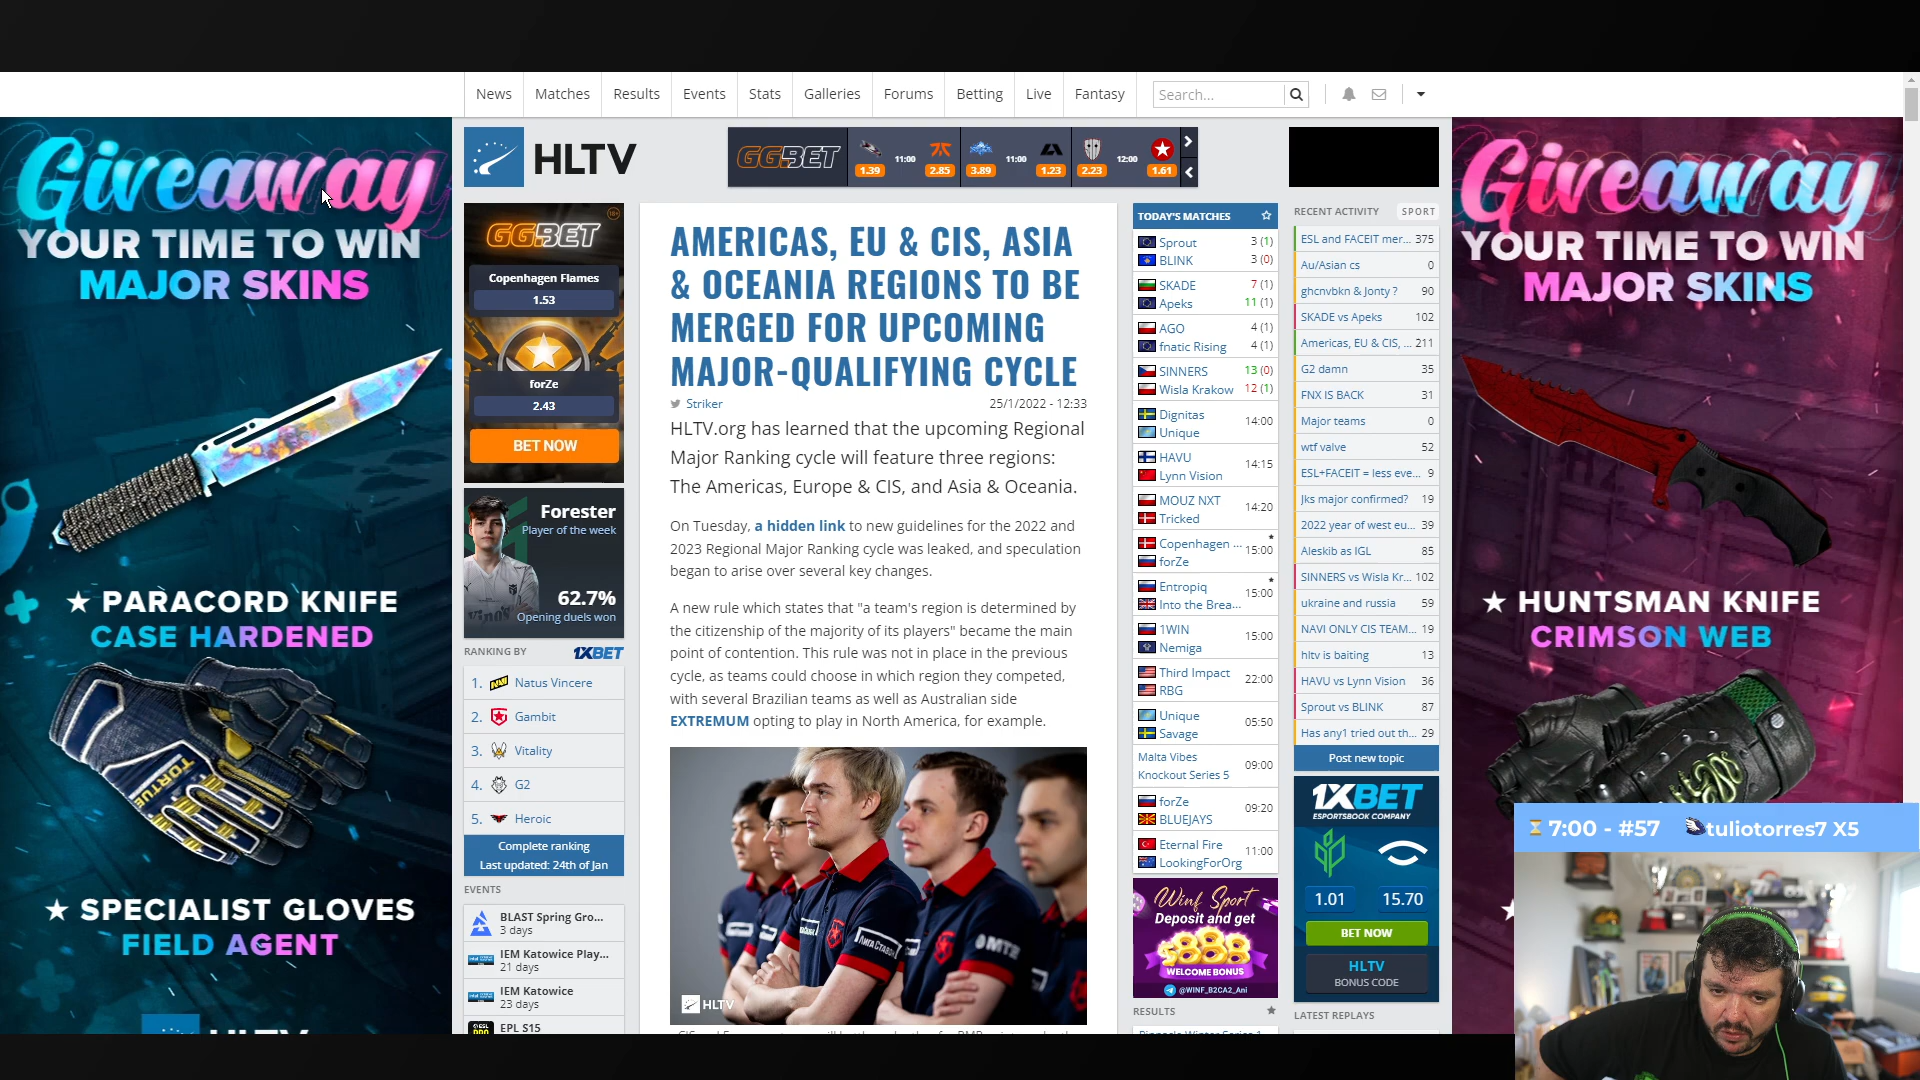 News
Matches
Results
Events
Stats
Galleries
Forums
Betting
Live
Fantasy
Search...
Giveaway
YOUR TIME TO WIN
MAJOR SKINS
★ PARACORD KNIFE
CASE HARDENED
★ SPECIALIST GLOVES
FIELD AGENT
HLTV
GG.BET
11:00
1.39
2.85
11:00
3.89
1.23
12:00
2.23
1.61
GG.BET
18+
Copenhagen Flames
1.53
forZe
2.43
BET NOW
Forester
Player of the week
62.7%
Opening duels won
RANKING BY
1XBET
1. Natus Vincere
2. Gambit
3. Vitality
4. G2
5. Heroic
Complete ranking
Last updated: 24th of Jan
EVENTS
BLAST Spring Gro...
3 days
IEM Katowice Play...
21 days
IEM Katowice
23 days
EPL S15
AMERICAS, EU & CIS, ASIA
& OCEANIA REGIONS TO BE
MERGED FOR UPCOMING
MAJOR-QUALIFYING CYCLE
Striker
25/1/2022 - 12:33
HLTV.org has learned that the upcoming Regional
Major Ranking cycle will feature three regions:
The Americas, Europe & CIS, and Asia & Oceania.
On Tuesday, a hidden link to new guidelines for the 2022 and
2023 Regional Major Ranking cycle was leaked, and speculation
began to arise over several key changes.
A new rule which states that "a team's region is determined by
the citizenship of the majority of its players" became the main
point of contention. This rule was not in place in the previous
cycle, as teams could choose in which region they competed,
with several Brazilian teams as well as Australian side
EXTREMUM opting to play in North America, for example.
HLTV
TODAY'S MATCHES
Sprout 3 (1)
BLINK 3 (0)
SKADE 7 (1)
Apeks 11 (1)
AGO 4 (1)
fnatic Rising 4 (1)
SINNERS 13 (0)
Wisla Krakow 12 (1)
Dignitas
14:00
Unique
HAVU
14:15
Lynn Vision
MOUZ NXT
14:20
Tricked
Copenhagen ...
15:00
forZe
Entropiq
15:00
Into the Brea...
1WIN
15:00
Nemiga
Third Impact
22:00
RBG
Unique
05:50
Savage
Malta Vibes
09:00
Knockout Series 5
forZe
09:20
BLUEJAYS
Eternal Fire
11:00
LookingForOrg
Winf Sport
Deposit and get
WELCOME BONUS
@WINF_B2CA2_Ani
RESULTS
RECENT ACTIVITY
SPORT
ESL and FACEIT mer... 375
Au/Asian cs 0
ghcnvbkn & Jonty ? 90
SKADE vs Apeks 102
Americas, EU & CIS, ... 211
G2 damn 35
FNX IS BACK 31
Major teams 0
wtf valve 52
ESL+FACEIT = less eve... 9
Jks major confirmed? 19
2022 year of west eu... 39
Aleskib as IGL 85
SINNERS vs Wisla Kr... 102
ukraine and russia 59
NAVI ONLY CIS TEAM... 19
hltv is baiting 13
HAVU vs Lynn Vision 36
Sprout vs BLINK 87
Has any1 tried out th... 29
Post new topic
1XBET
ESPORTSBOOK COMPANY
1.01
15.70
BET NOW
HLTV
BONUS CODE
LATEST REPLAYS
Giveaway
YOUR TIME TO WIN
MAJOR SKINS
★ HUNTSMAN KNIFE
CRIMSON WEB
7:00 - #57
tuliotorres7 X5